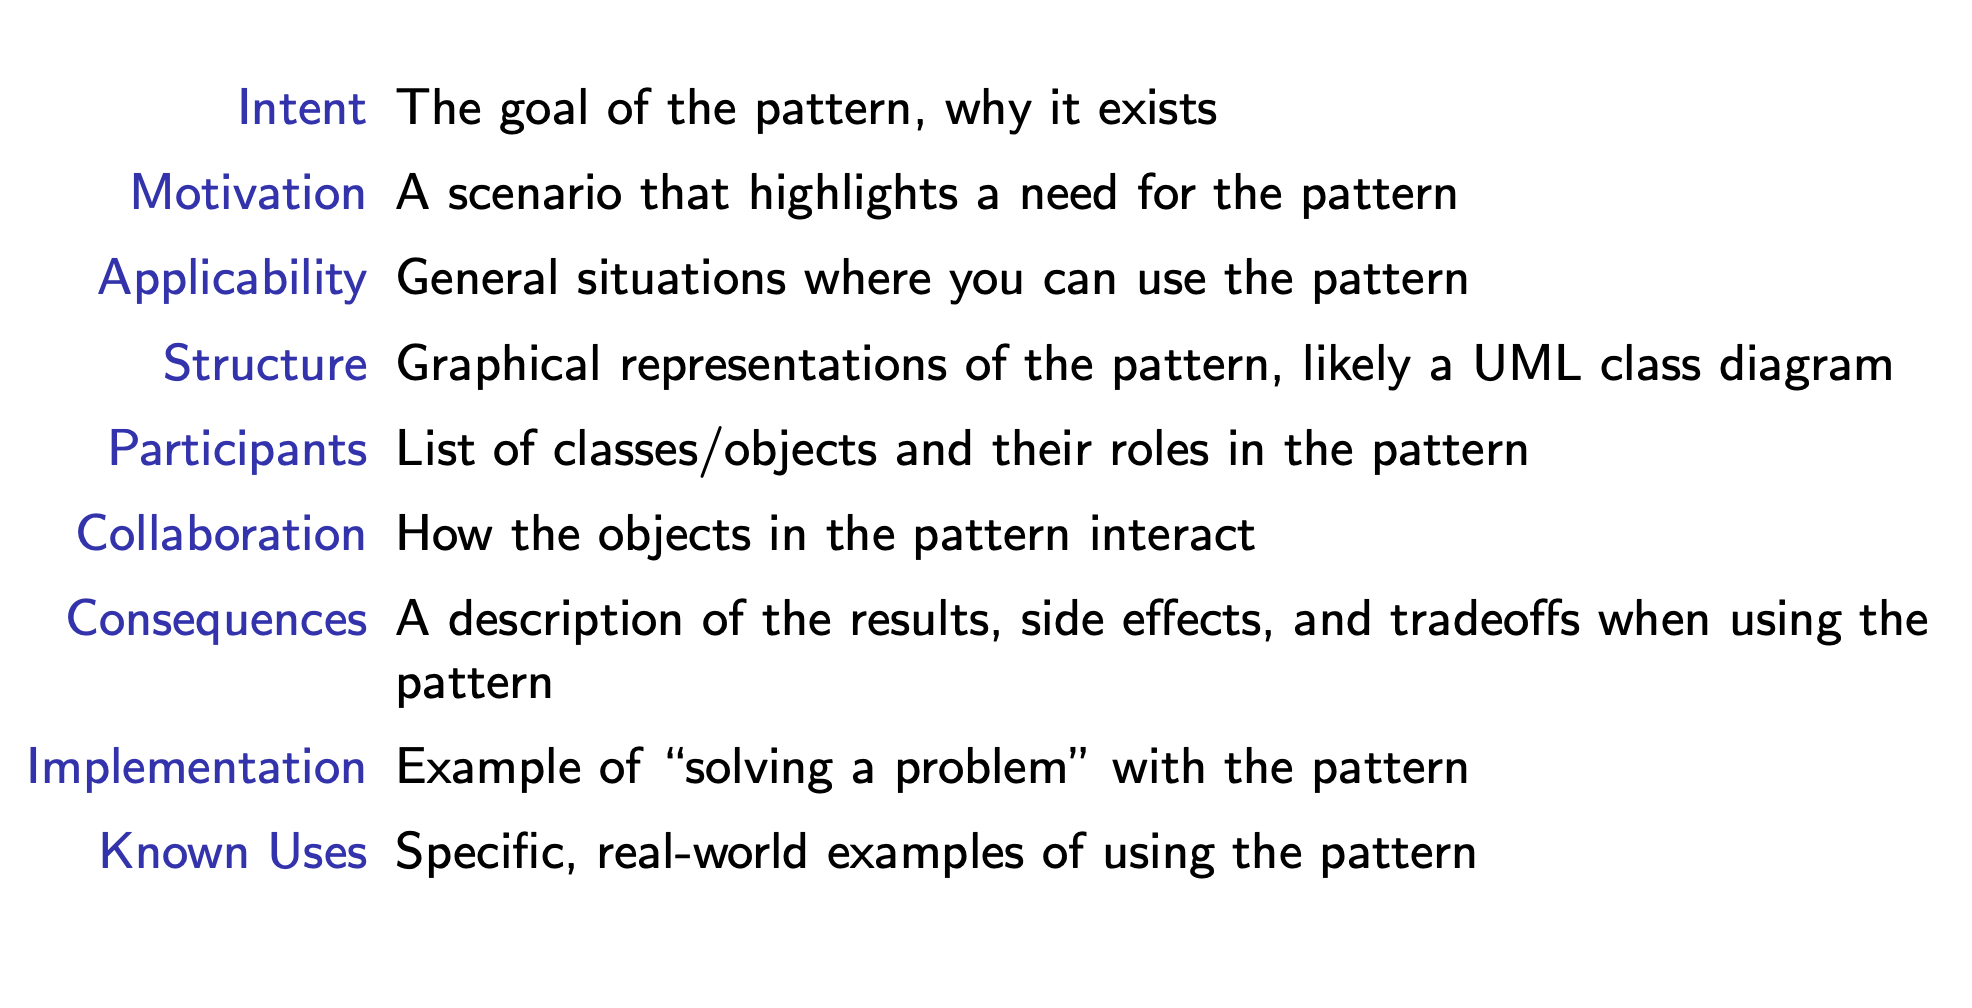 Intent The goal of the pattern, why it exists
Motivation A scenario that highlights a need for the pattern
Applicability General situations where you can use the pattern
Structure Graphical representations of the pattern, likely a UML class diagram
Participants List of classes/objects and their roles in the pattern
Collaboration How the objects in the pattern interact
Consequences A description of the results, side effects, and tradeoffs when using the
pattern
Implementation Example of “solving a problem” with the pattern
Known Uses Specific, real-world examples of using the pattern